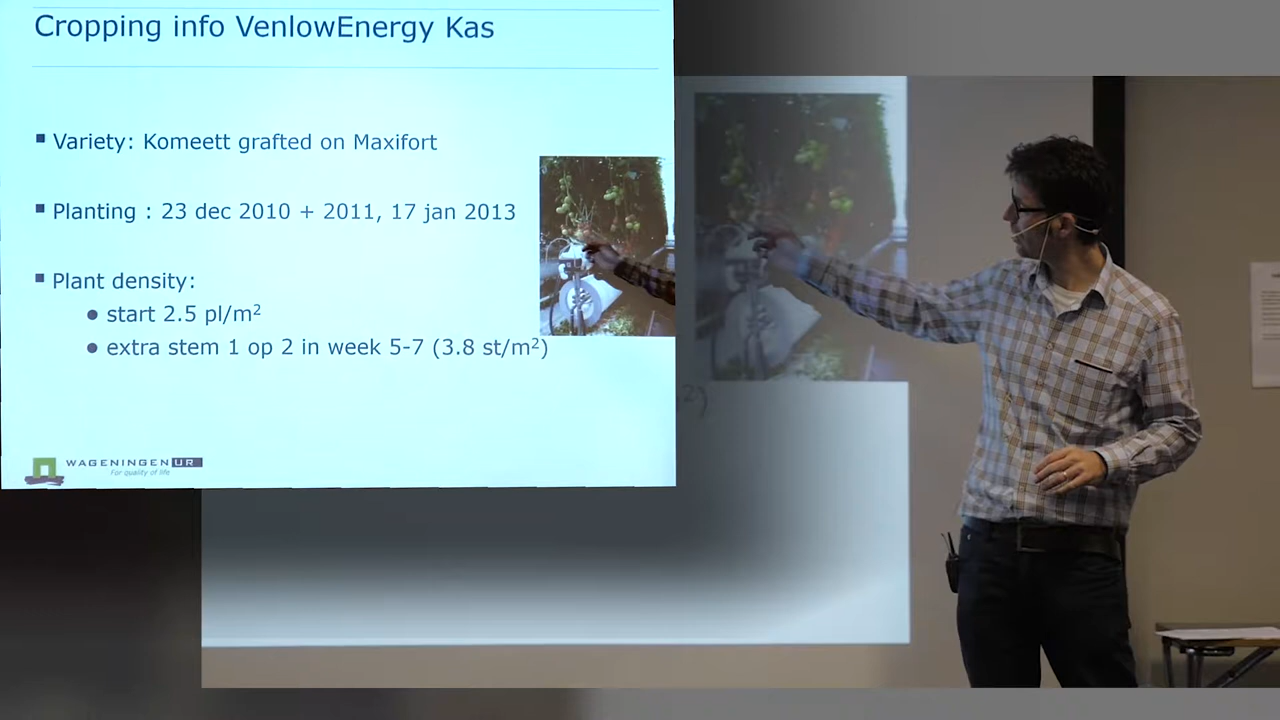 Cropping info VenlowEnergy Kas
Variety: Komeett grafted on Maxifort
Planting : 23 dec 2010 + 2011, 17 jan 2013
Plant density:
start 2.5 pl/m²
extra stem 1 op 2 in week 5-7 (3.8 st/m²)
WAGENINGEN UR
For quality of life
²)